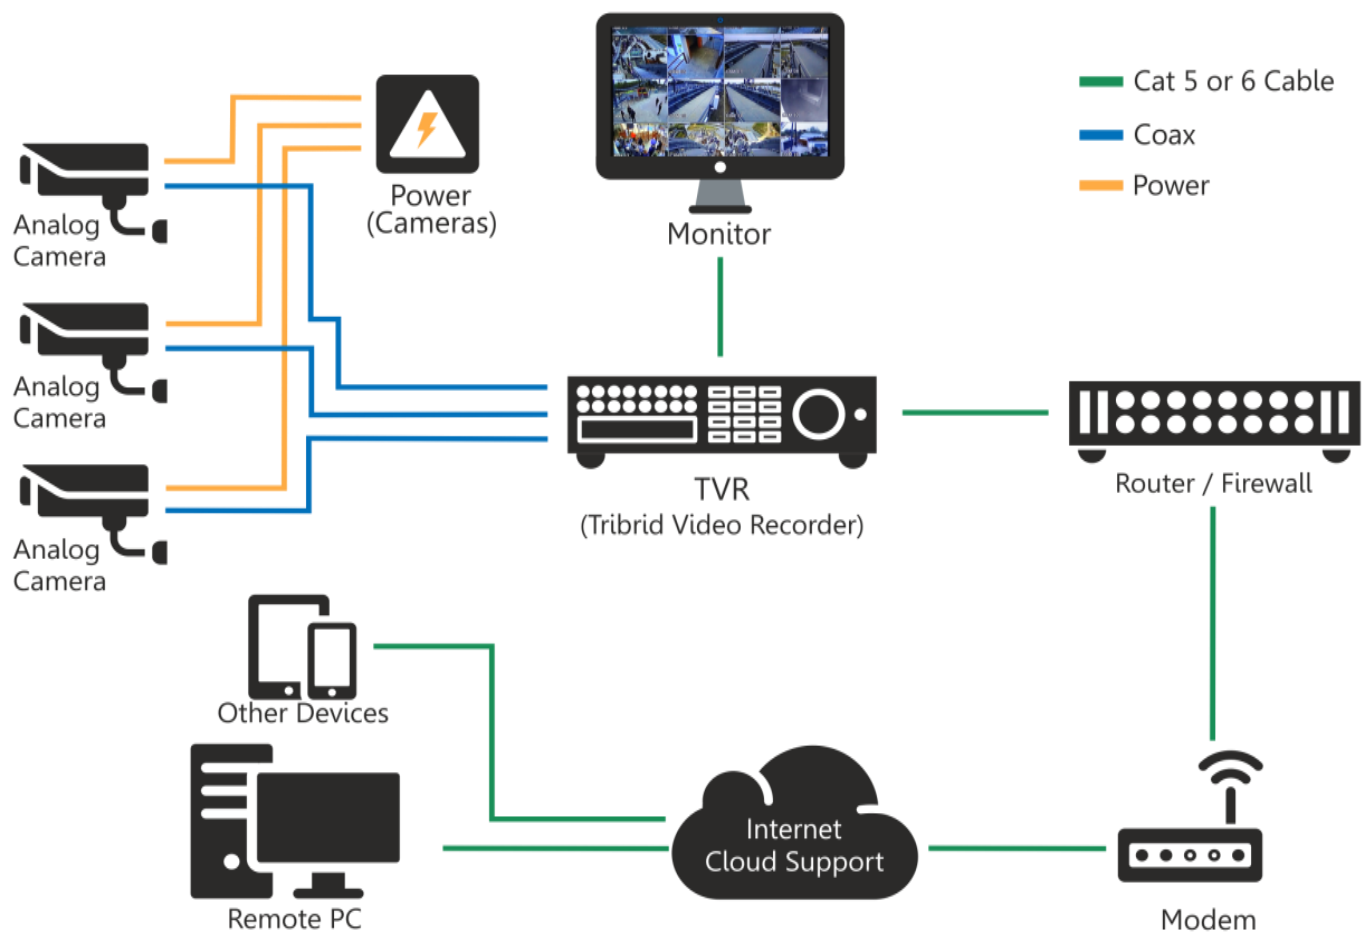 Power
(Cameras)
Monitor
Cat 5 or 6 Cable
Coax
Power
Analog
Camera
Analog
Camera
Analog
Camera
TVR
(Tribrid Video Recorder)
Router / Firewall
Other Devices
Remote PC
Internet
Cloud Support
Modem